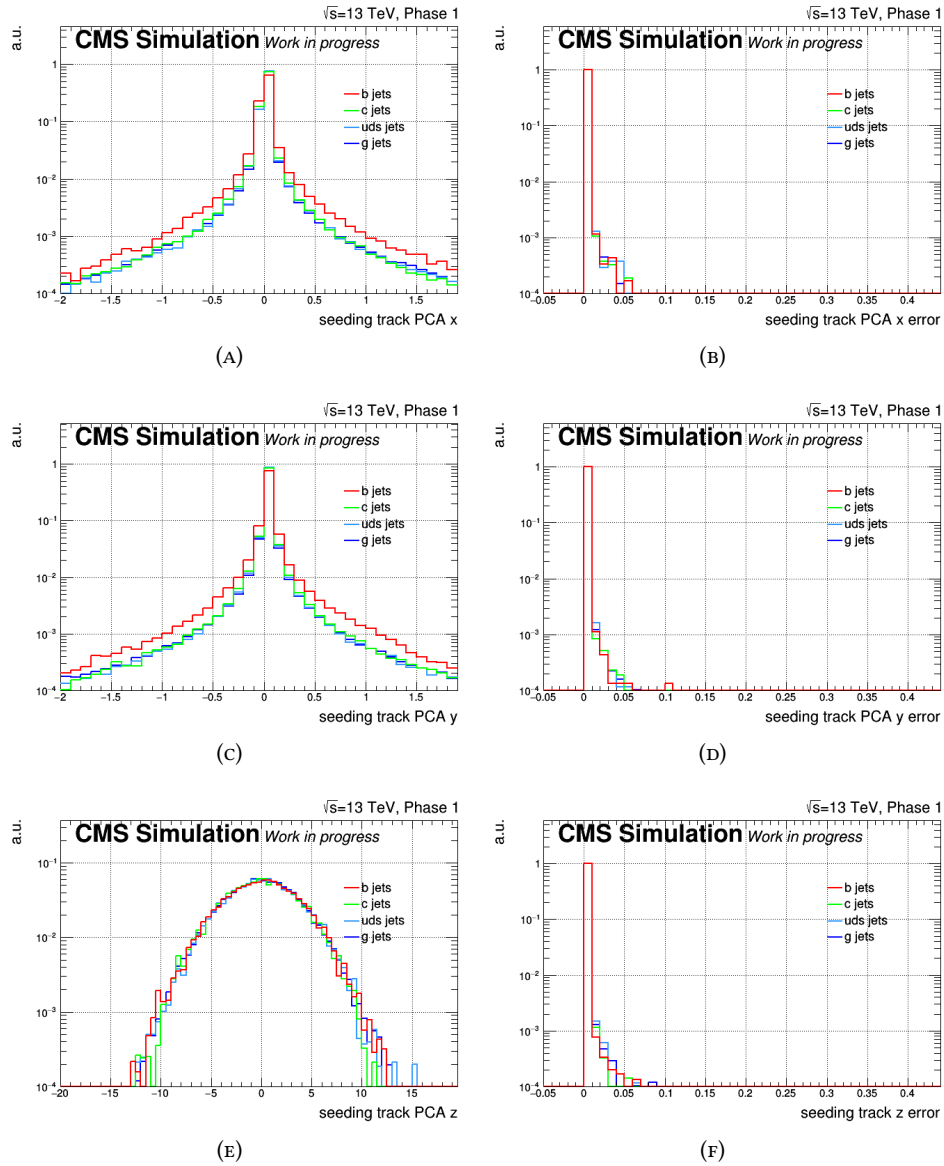 √s=13 TeV, Phase 1
a.u.
CMS Simulation Work in progress
1
b jets
c jets
10⁻¹
uds jets
g jets
10⁻²
10⁻³
10⁻⁴
−2 −1.5 −1 −0.5 0 0.5 1 1.5
seeding track PCA x
(A)
√s=13 TeV, Phase 1
a.u.
CMS Simulation Work in progress
1
b jets
c jets
10⁻¹
uds jets
g jets
10⁻²
10⁻³
10⁻⁴
−0.05 0 0.05 0.1 0.15 0.2 0.25 0.3 0.35 0.4
seeding track PCA x error
(B)
√s=13 TeV, Phase 1
a.u.
CMS Simulation Work in progress
1
b jets
c jets
10⁻¹
uds jets
g jets
10⁻²
10⁻³
10⁻⁴
−2 −1.5 −1 −0.5 0 0.5 1 1.5
seeding track PCA y
(C)
√s=13 TeV, Phase 1
a.u.
CMS Simulation Work in progress
1
b jets
c jets
10⁻¹
uds jets
g jets
10⁻²
10⁻³
10⁻⁴
−0.05 0 0.05 0.1 0.15 0.2 0.25 0.3 0.35 0.4
seeding track PCA y error
(D)
√s=13 TeV, Phase 1
a.u.
CMS Simulation Work in progress
10⁻¹
b jets
c jets
uds jets
g jets
10⁻²
10⁻³
10⁻⁴
−20 −15 −10 −5 0 5 10 15
seeding track PCA z
(E)
√s=13 TeV, Phase 1
a.u.
CMS Simulation Work in progress
1
b jets
c jets
10⁻¹
uds jets
g jets
10⁻²
10⁻³
10⁻⁴
−0.05 0 0.05 0.1 0.15 0.2 0.25 0.3 0.35 0.4
seeding track z error
(F)